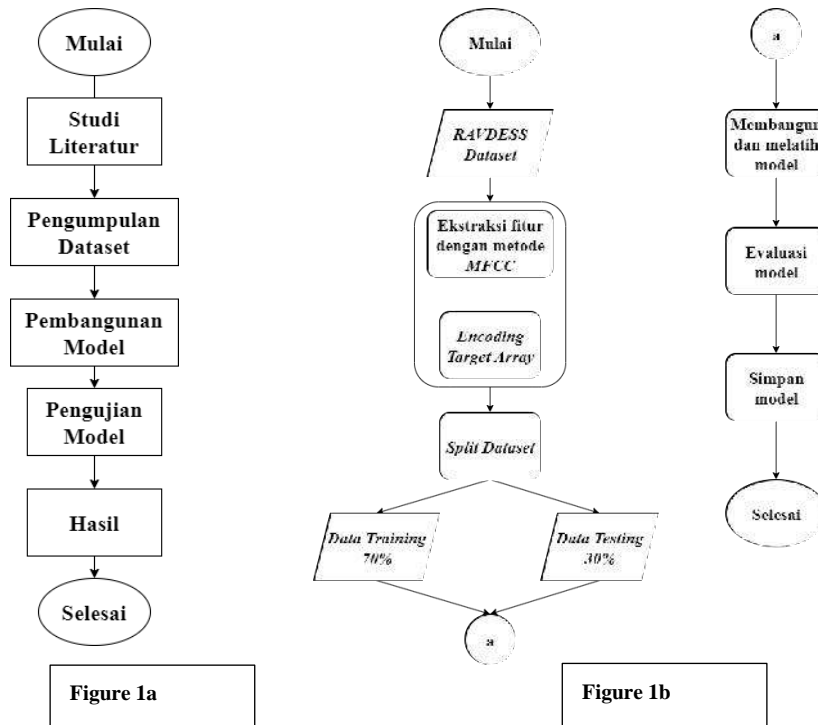 Mulai
Studi
Literatur
Pengumpulan
Dataset
Pembangunan
Model
Pengujian
Model
Hasil
Selesai
Figure 1a
Mulai
RAVDESS
Dataset
Ekstraksi fitur
dengan metode
MFCC
Encoding
Target Array
Split Dataset
Data Training
70%
Data Testing
30%
a
a
Membangun
dan melatih
model
Evaluasi
model
Simpan
model
Selesai
Figure 1b